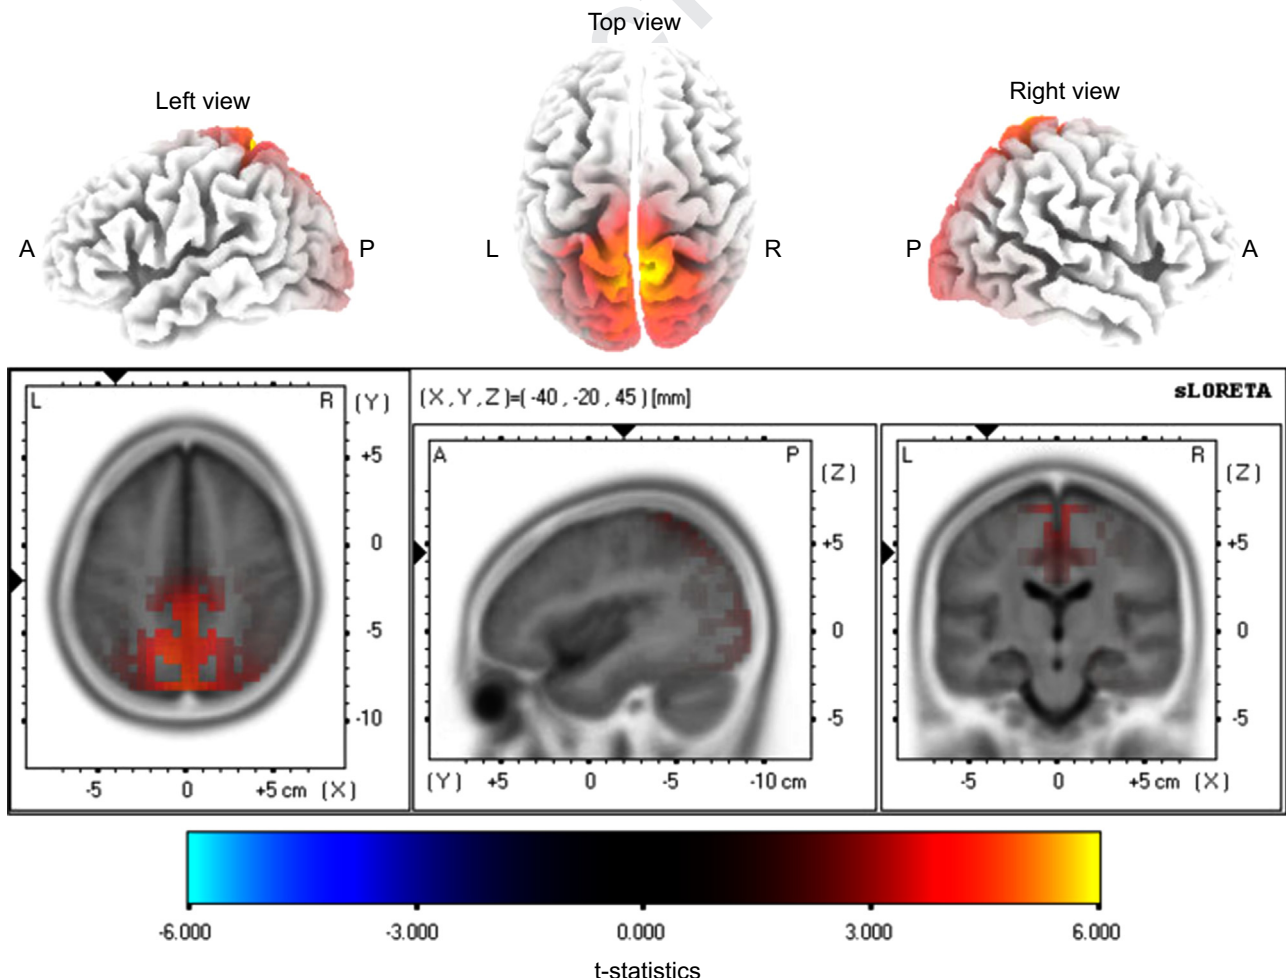 Top view
Left view
Right view
A
P
L
R
P
A
L
R
(Y)
+5
0
-5
-10
-5
0
+5 cm
(X)
(X,Y,Z)=(-40,-20,45)[mm]
sLORETA
A
P
(Z)
+5
0
-5
(Y)
+5
0
-5
-10 cm
L
R
(Z)
+5
0
-5
-5
0
+5 cm
(X)
-6.000
-3.000
0.000
3.000
6.000
t-statistics